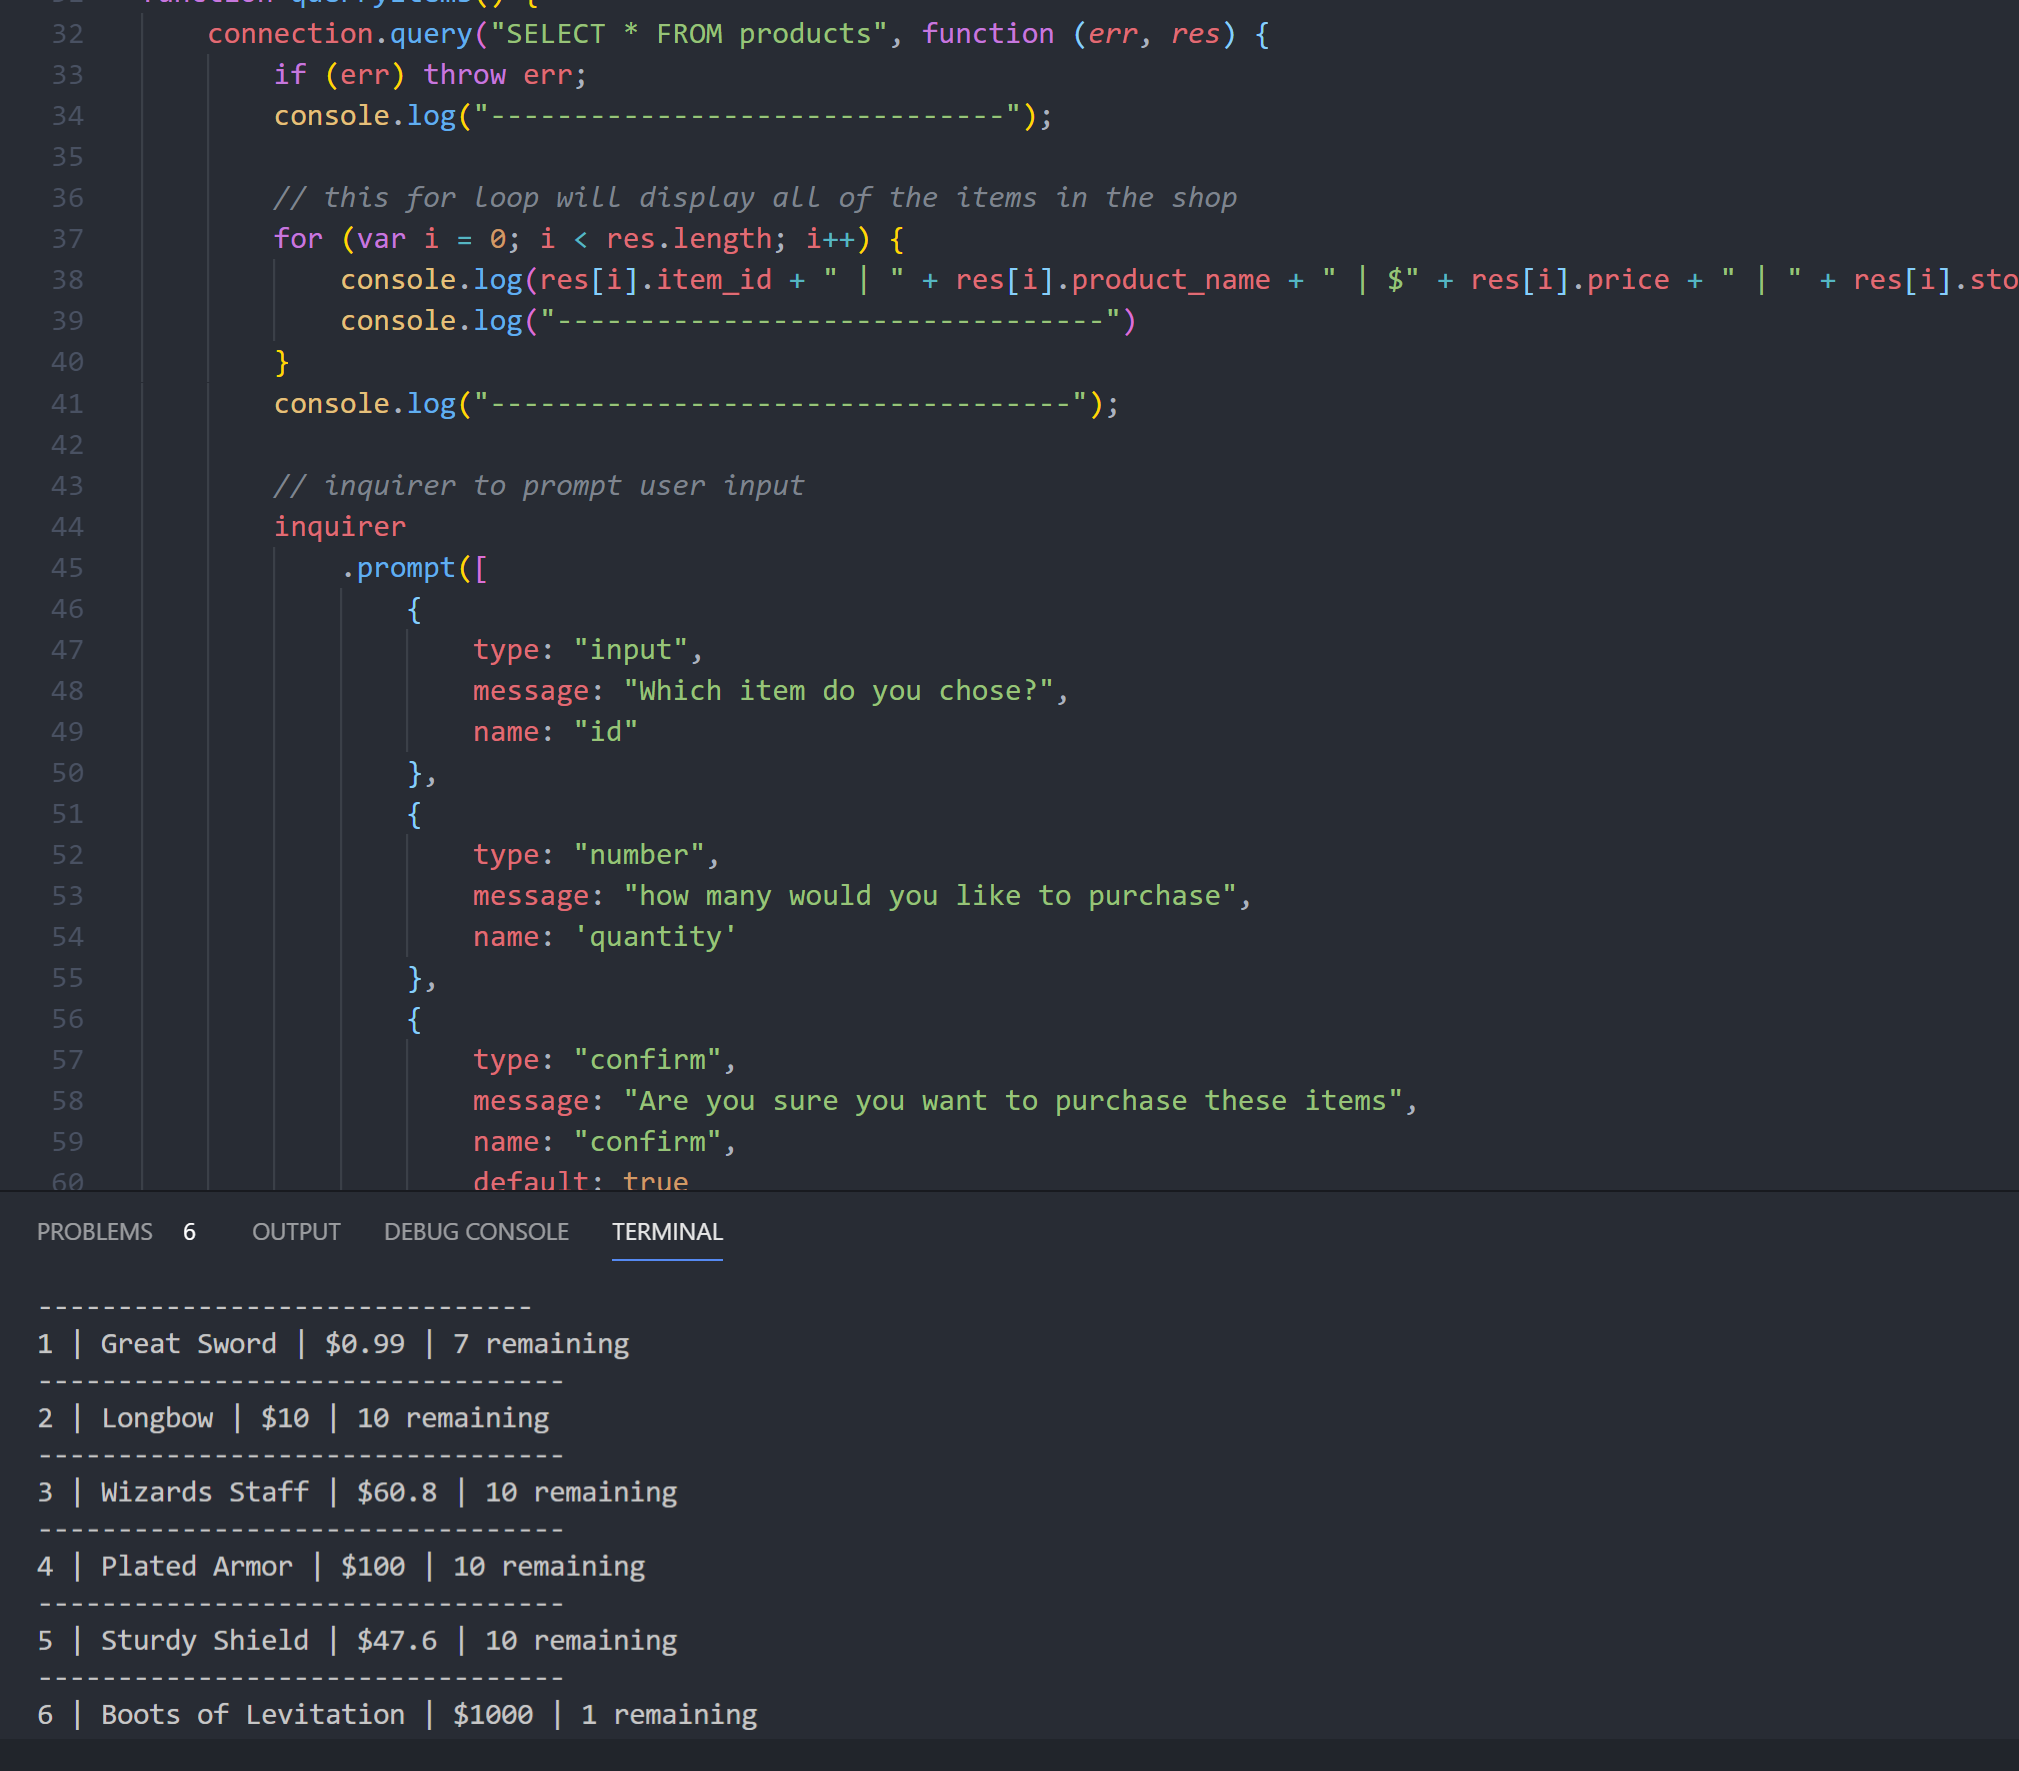 32 connection.query("SELECT * FROM products", function (err, res) {
33 if (err) throw err;
34 console.log("-------------------------------");
35
36 // this for loop will display all of the items in the shop
37 for (var i = 0; i < res.length; i++) {
38 console.log(res[i].item_id + " | " + res[i].product_name + " | $" + res[i].price + " | " + res[i].sto
39 console.log("---------------------------------")
40 }
41 console.log("-----------------------------------");
42
43 // inquirer to prompt user input
44 inquirer
45 .prompt([
46 {
47 type: "input",
48 message: "Which item do you chose?",
49 name: "id"
50 },
51 {
52 type: "number",
53 message: "how many would you like to purchase",
54 name: 'quantity'
55 },
56 {
57 type: "confirm",
58 message: "Are you sure you want to purchase these items",
59 name: "confirm",
60 default: true
PROBLEMS 6 OUTPUT DEBUG CONSOLE TERMINAL
-------------------------------
1 | Great Sword | $0.99 | 7 remaining
---------------------------------
2 | Longbow | $10 | 10 remaining
---------------------------------
3 | Wizards Staff | $60.8 | 10 remaining
---------------------------------
4 | Plated Armor | $100 | 10 remaining
---------------------------------
5 | Sturdy Shield | $47.6 | 10 remaining
---------------------------------
6 | Boots of Levitation | $1000 | 1 remaining